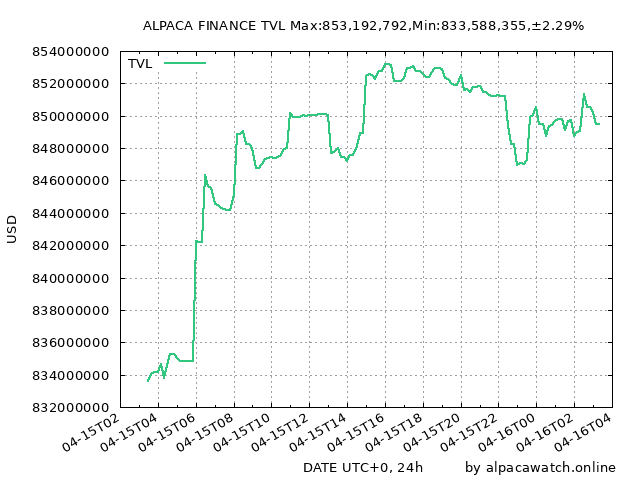 ALPACA FINANCE TVL Max:853,192,792,Min:833,588,355,±2.29%
TVL
854000000
852000000
850000000
848000000
846000000
844000000
842000000
840000000
838000000
836000000
834000000
832000000
USD
04-15T02
04-15T04
04-15T06
04-15T08
04-15T10
04-15T12
04-15T14
04-15T16
04-15T18
04-15T20
04-15T22
04-16T00
04-16T02
04-16T04
DATE UTC+0, 24h
by alpacawatch.online